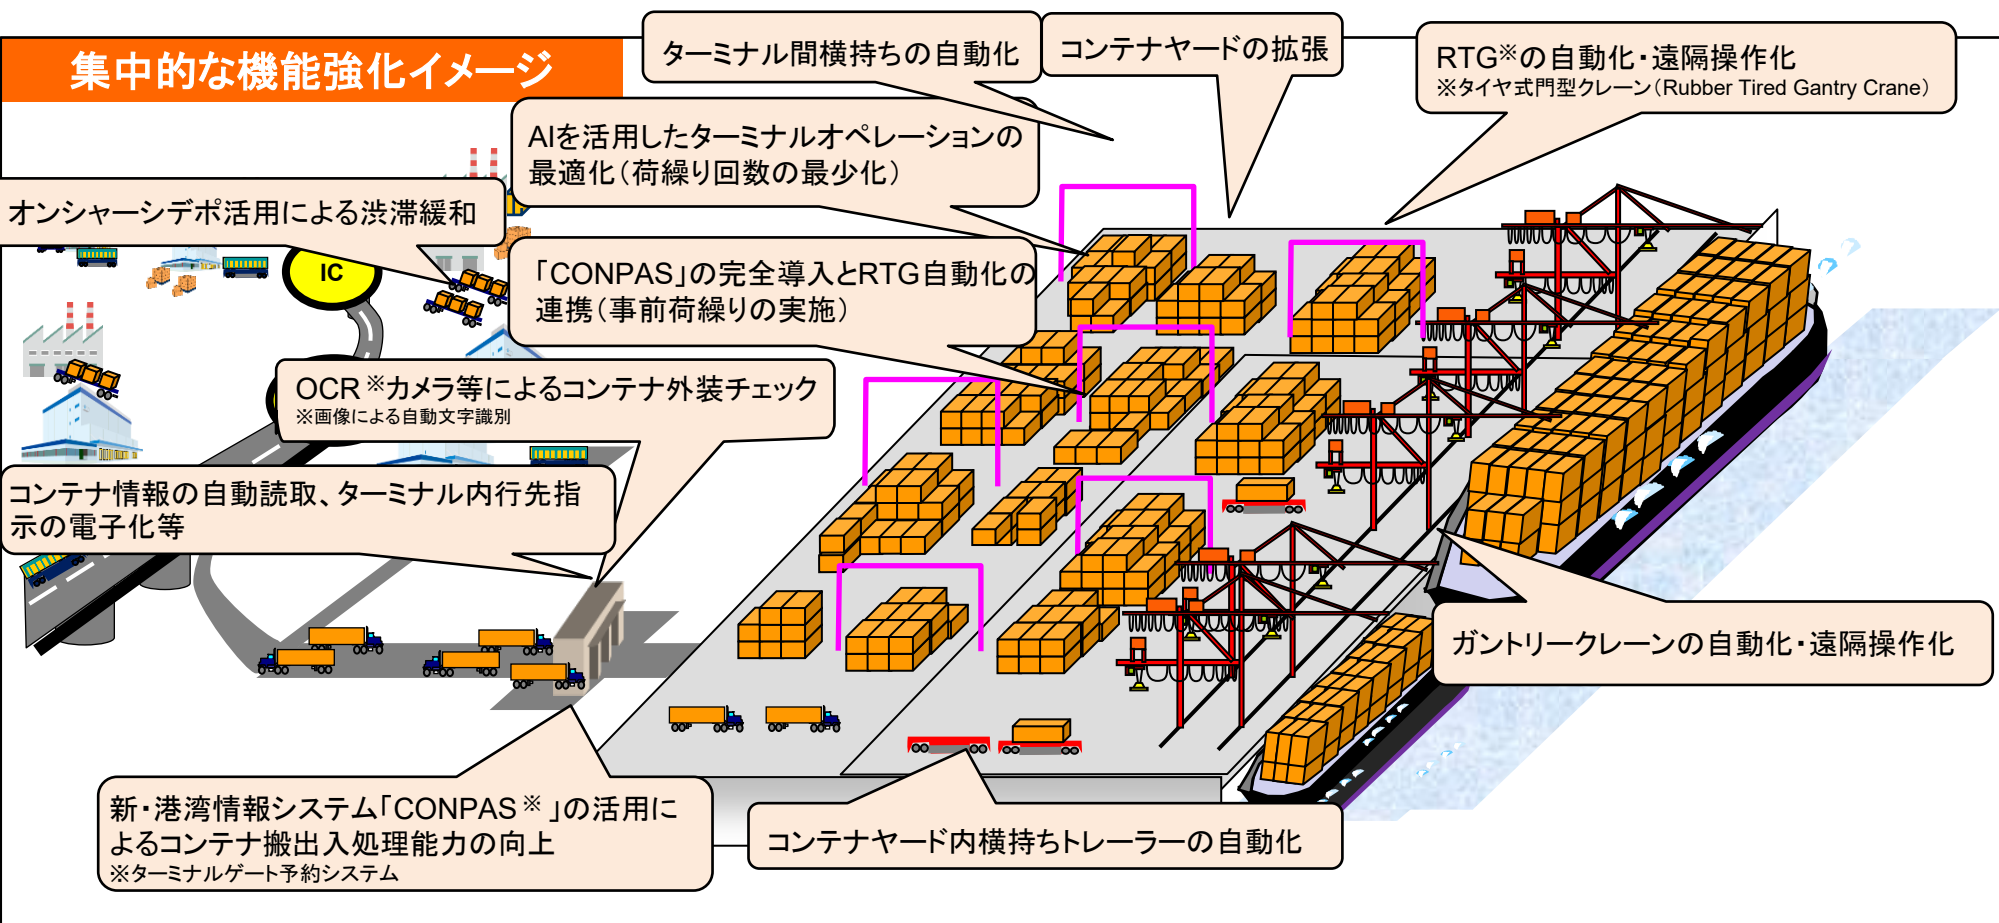 集中的な機能強化イメージ
ターミナル間横持ちの自動化
コンテナヤードの拡張
RTG※の自動化・遠隔操作化
※タイヤ式門型クレーン（Rubber Tired Gantry Crane）
AIを活用したターミナルオペレーションの
最適化（荷繰り回数の最少化）
オンシャーシデポ活用による渋滞緩和
IC
「CONPAS」の完全導入とRTG自動化の
連携（事前荷繰りの実施）
OCR※カメラ等によるコンテナ外装チェック
※画像による自動文字識別
コンテナ情報の自動読取、ターミナル内行先指
示の電子化等
ガントリークレーンの自動化・遠隔操作化
新・港湾情報システム「CONPAS※」の活用に
よるコンテナ搬出入処理能力の向上
※ターミナルゲート予約システム
コンテナヤード内横持ちトレーラーの自動化